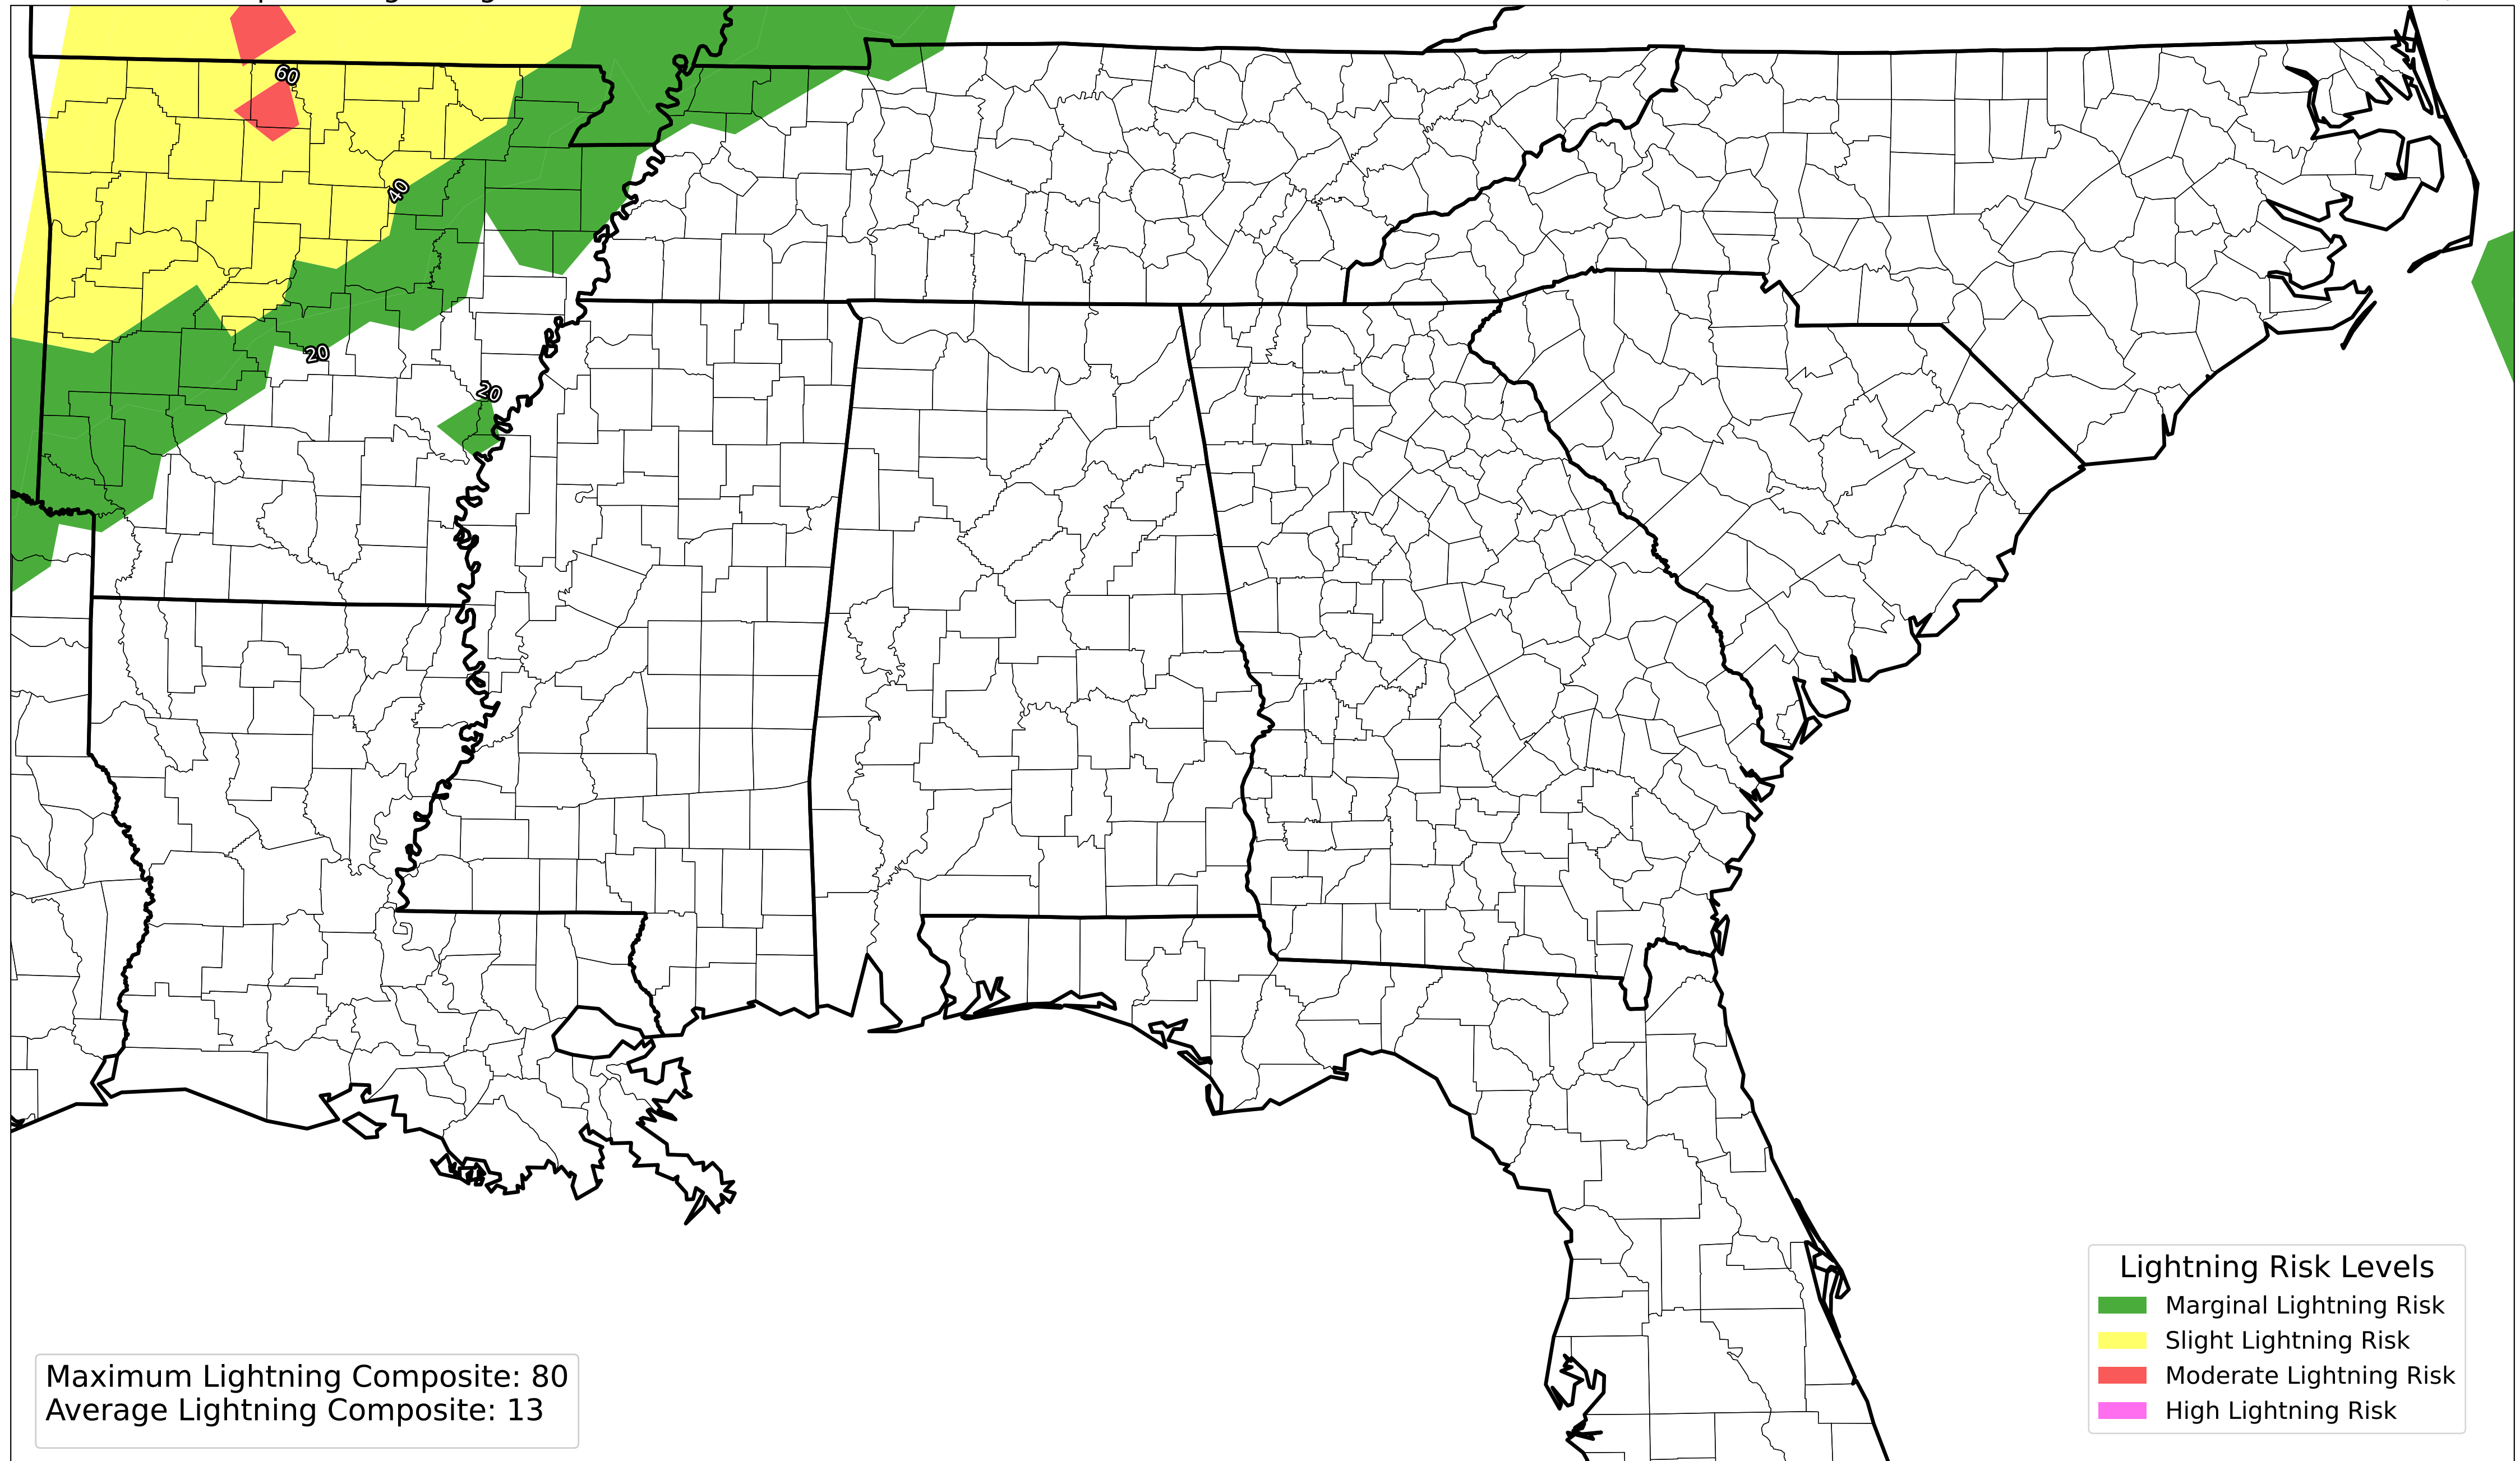 60
40
20
20
Lightning Risk Levels
Marginal Lightning Risk
Slight Lightning Risk
Moderate Lightning Risk
High Lightning Risk
Maximum Lightning Composite: 80
Average Lightning Composite: 13